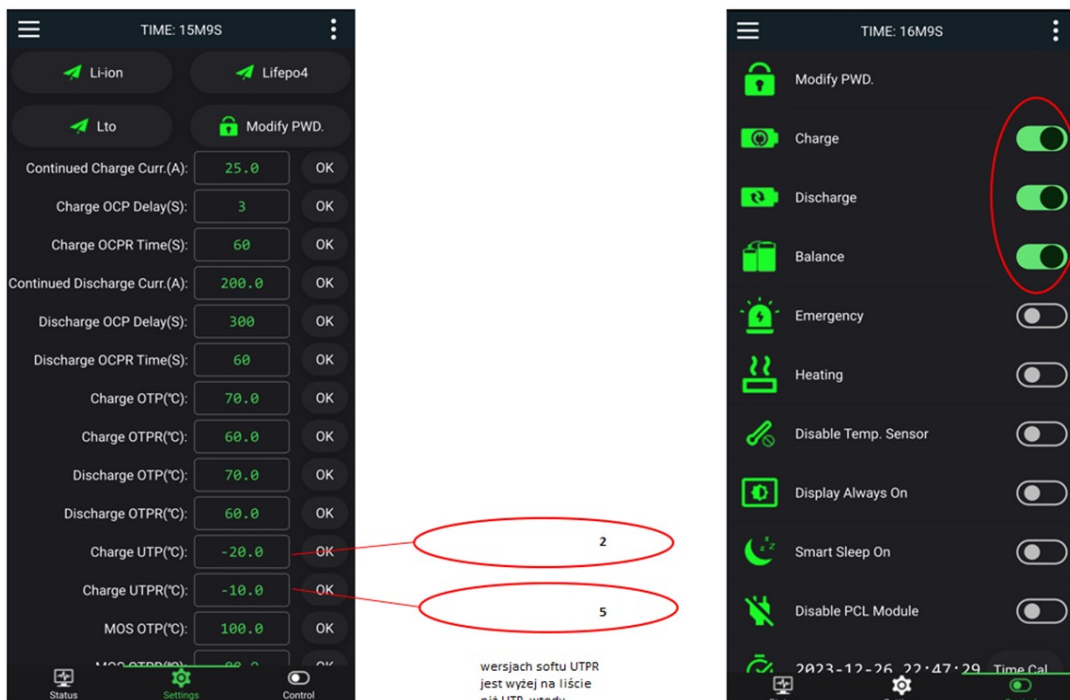 TIME: 15M9S
Li-ion
Lifepo4
Lto
Modify PWD.
Continued Charge Curr.(A): 25.0 OK
Charge OCP Delay(S): 3 OK
Charge OCPR Time(S): 60 OK
Continued Discharge Curr.(A): 200.0 OK
Discharge OCP Delay(S): 300 OK
Discharge OCPR Time(S): 60 OK
Charge OTP(℃): 70.0 OK
Charge OTPR(℃): 60.0 OK
Discharge OTP(℃): 70.0 OK
Discharge OTPR(℃): 60.0 OK
Charge UTP(℃): -20.0 OK
Charge UTPR(℃): -10.0 OK
MOS OTP(℃): 100.0 OK
Status
Settings
Control
2
5
wersjach softu UTPR
jest wyżej na liście
TIME: 16M9S
Modify PWD.
Charge
Discharge
Balance
Emergency
Heating
Disable Temp. Sensor
Display Always On
Smart Sleep On
Disable PCL Module
2023-12-26 22:47:29 Time Cal.